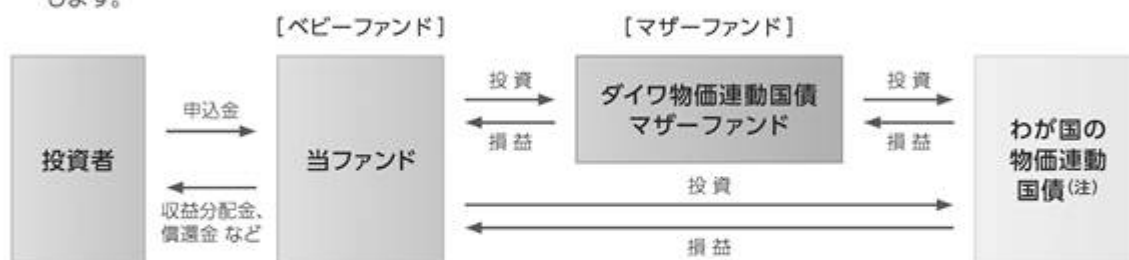 します。
[ベビーファンド]
[マザーファンド]
投資者
申込金
収益分配金、
償還金 など
当ファンド
投資
損益
ダイワ物価連動国債
マザーファンド
投資
損益
投資
損益
わが国の
物価連動
国債(注)